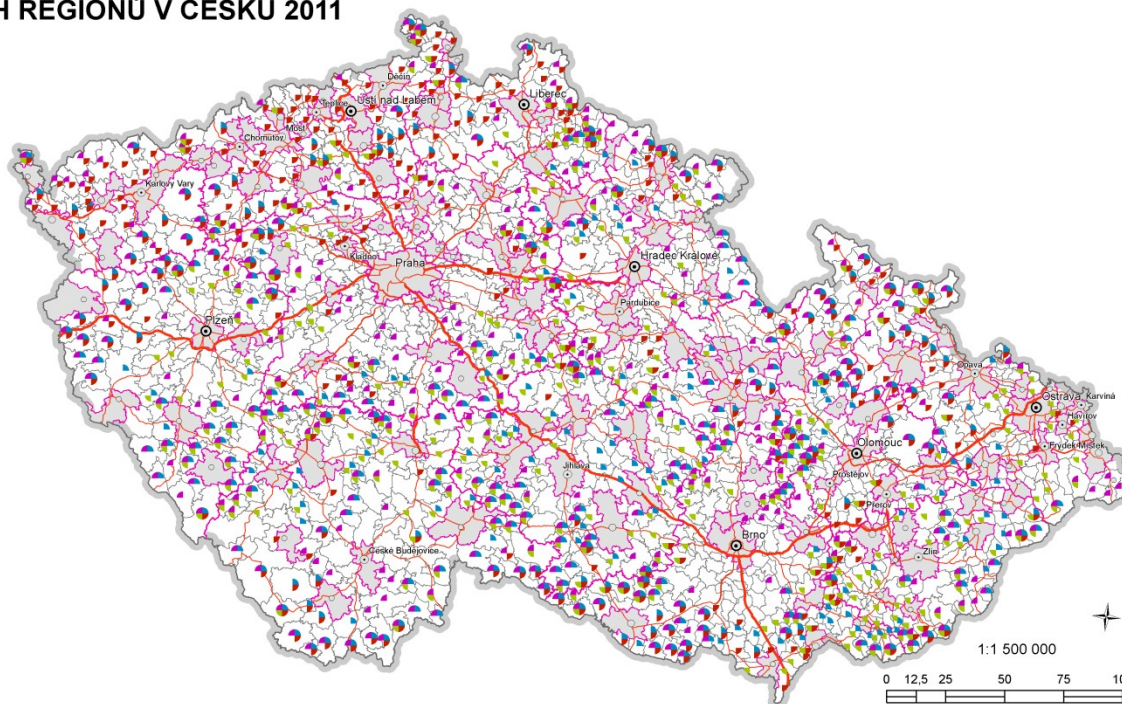 H REGIONŮ V ČESKU 2011
Děčín
Liberec
Teplice
Ústí nad Labem
Most
Chomutov
Karlovy Vary
Kladno
Praha
Hradec Králové
Pardubice
Plzeň
Opava
Ostrava
Karviná
Havířov
Frýdek-Místek
Olomouc
Prostějov
Přerov
Jihlava
Brno
Zlín
České Budějovice
1:1 500 000
0 12,5 25 50 75 10